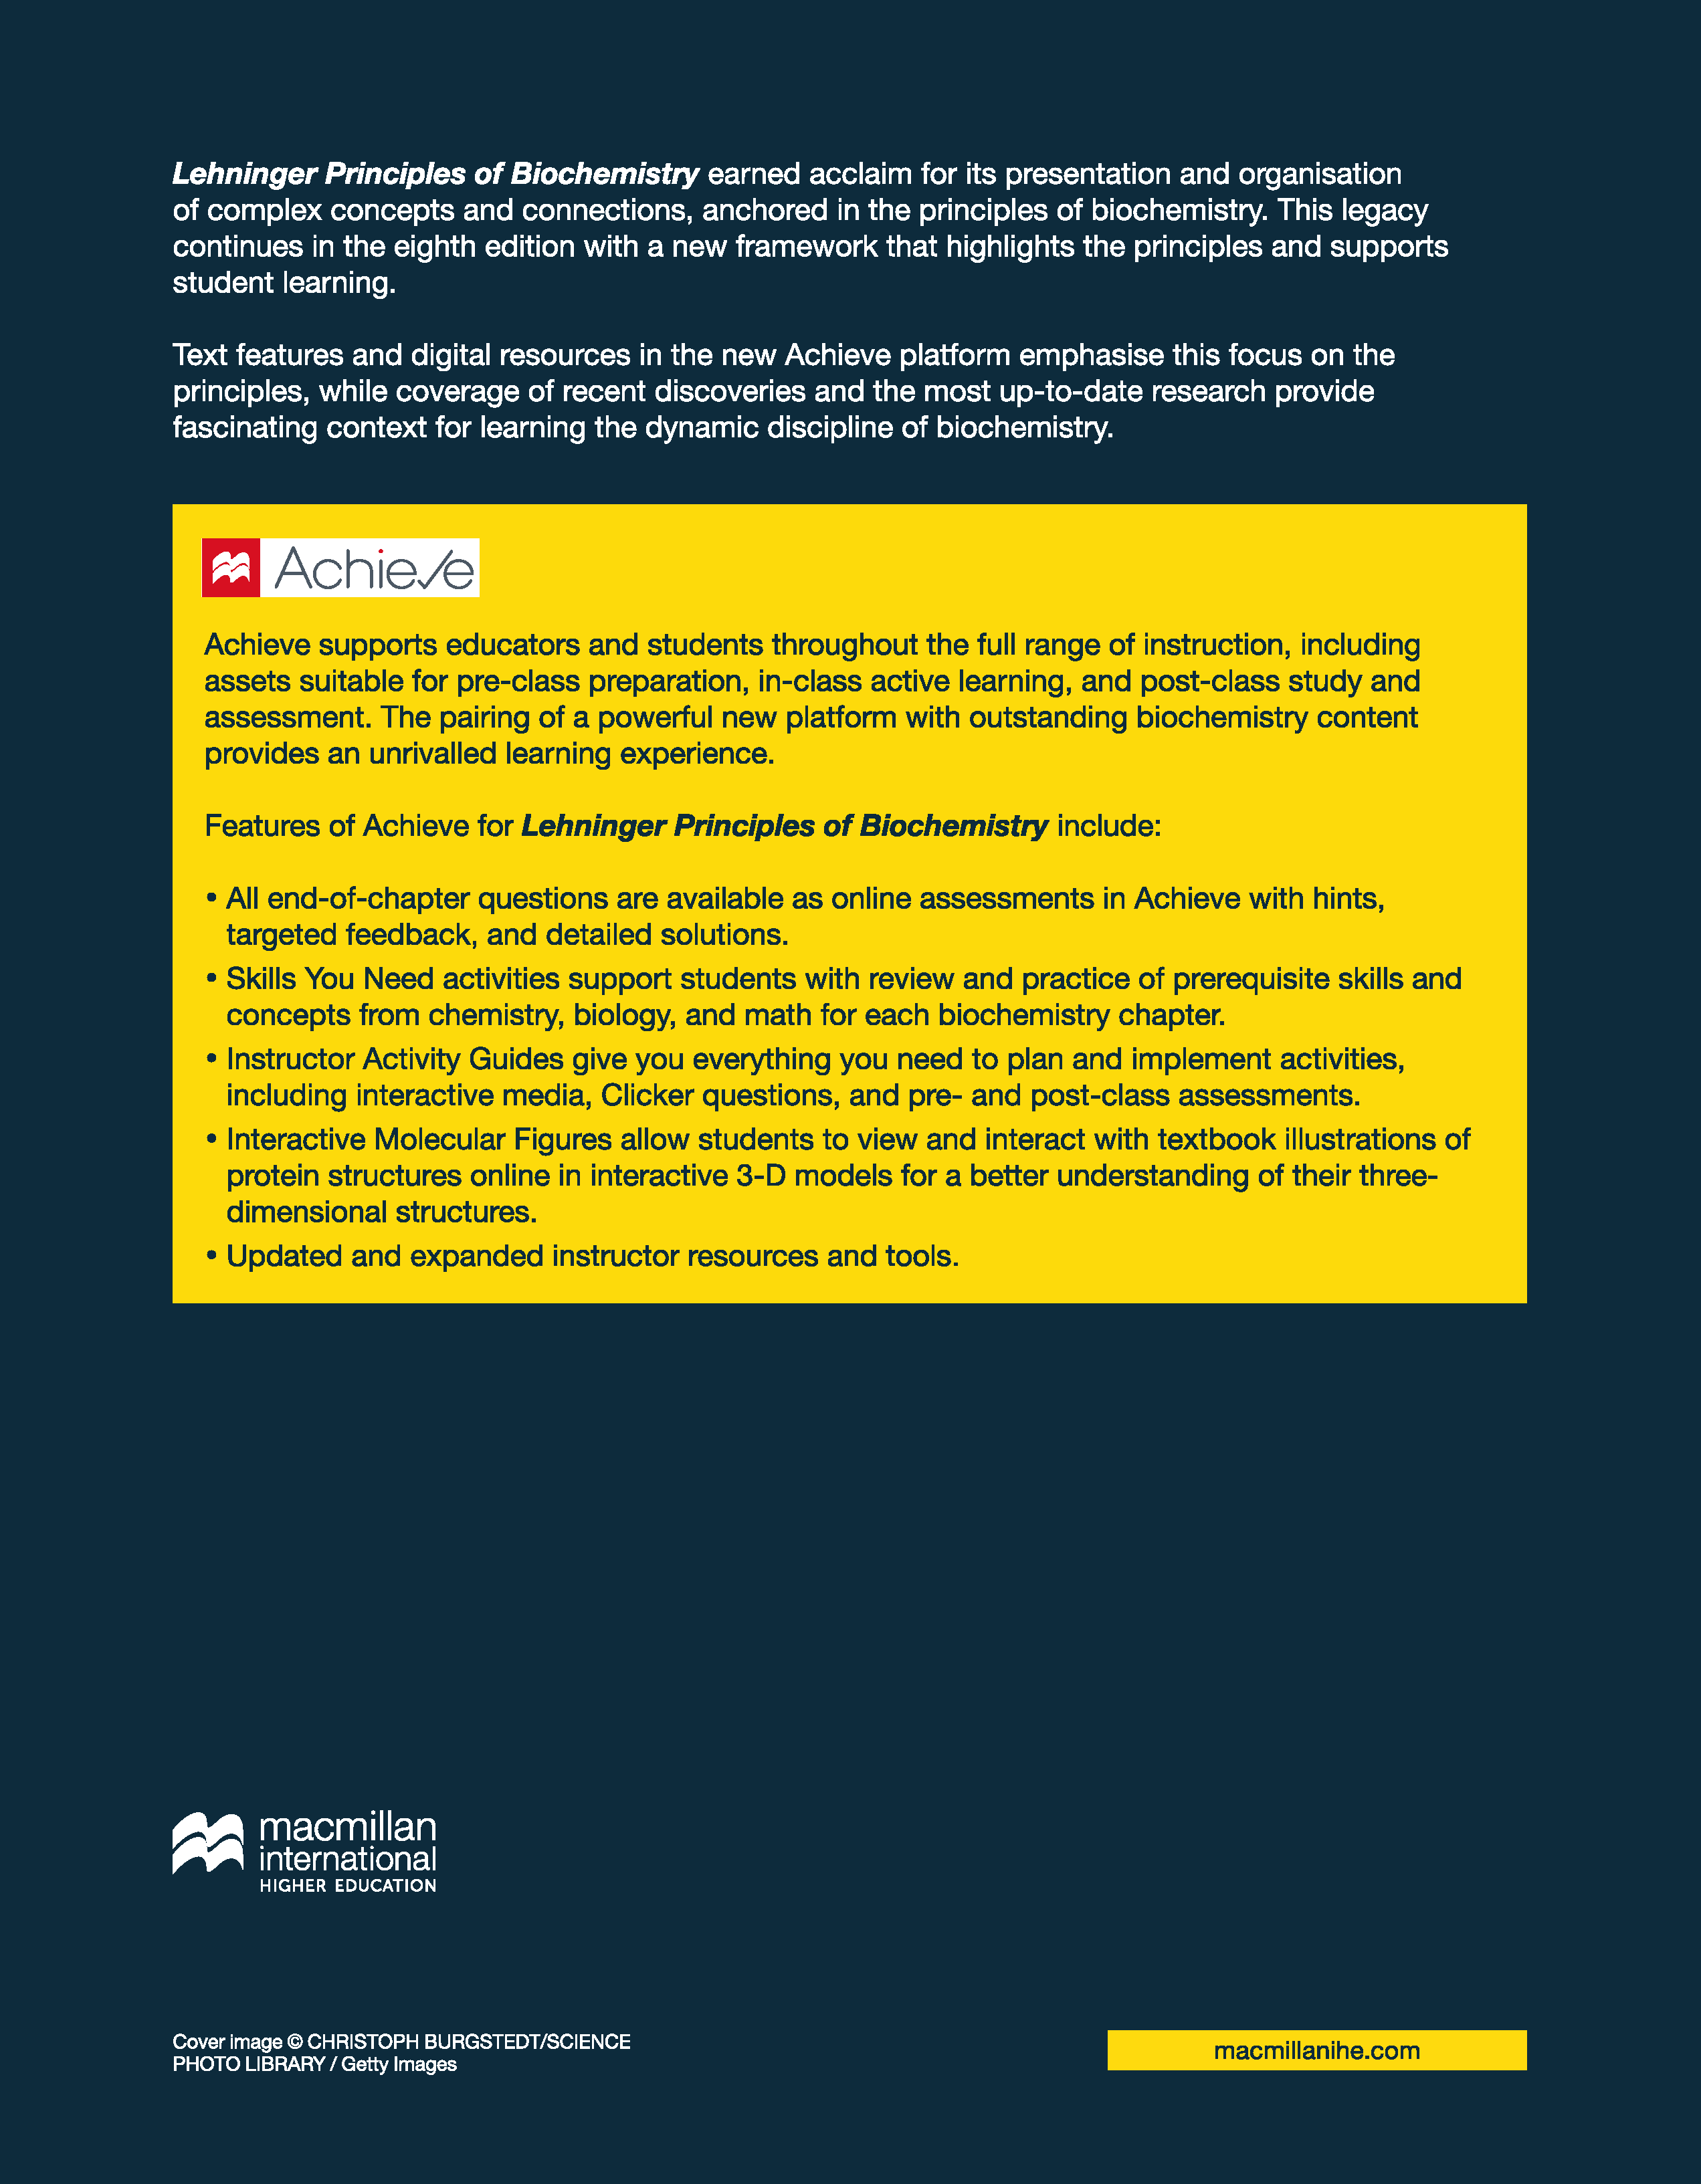 Lehninger Principles of Biochemistry earned acclaim for its presentation and organisation
of complex concepts and connections, anchored in the principles of biochemistry. This legacy
continues in the eighth edition with a new framework that highlights the principles and supports
student learning.
Text features and digital resources in the new Achieve platform emphasise this focus on the
principles, while coverage of recent discoveries and the most up-to-date research provide
fascinating context for learning the dynamic discipline of biochemistry.
Achieve
Achieve supports educators and students throughout the full range of instruction, including
assets suitable for pre-class preparation, in-class active learning, and post-class study and
assessment. The pairing of a powerful new platform with outstanding biochemistry content
provides an unrivalled learning experience.
Features of Achieve for Lehninger Principles of Biochemistry include:
• All end-of-chapter questions are available as online assessments in Achieve with hints,
targeted feedback, and detailed solutions.
• Skills You Need activities support students with review and practice of prerequisite skills and
concepts from chemistry, biology, and math for each biochemistry chapter.
• Instructor Activity Guides give you everything you need to plan and implement activities,
including interactive media, Clicker questions, and pre- and post-class assessments.
• Interactive Molecular Figures allow students to view and interact with textbook illustrations of
protein structures online in interactive 3-D models for a better understanding of their three-
dimensional structures.
• Updated and expanded instructor resources and tools.
macmillan
international
HIGHER EDUCATION
Cover image © CHRISTOPH BURGSTEDT/SCIENCE
PHOTO LIBRARY / Getty Images
macmillanihe.com